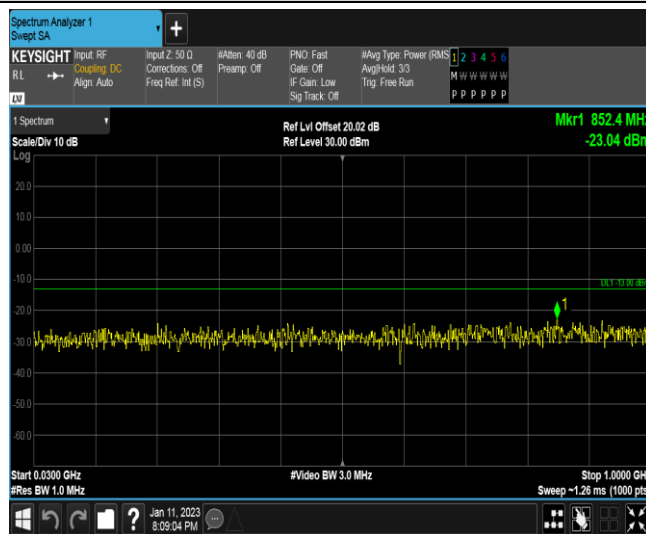 Spectrum Analyzer 1
Swept SA
KEYSIGHT
RL
LXI
Input: RF
Coupling: DC
Align: Auto
Input Z: 50 Ω
Corrections: Off
Freq Ref: Int (S)
#Atten: 40 dB
Preamp: Off
PNO: Fast
Gate: Off
IF Gain: Low
Sig Track: Off
#Avg Type: Power (RMS
Avg|Hold: 3/3
Trig: Free Run
1 2 3 4 5 6
M W W W W W
P P P P P P
1 Spectrum
Scale/Div 10 dB
Log
Ref Lvl Offset 20.02 dB
Ref Level 30.00 dBm
Mkr1 852.4 MHz
-23.04 dBm
20.0
10.0
0.00
-10.0
DL1 -13.00 dBm
-20.0
1
-30.0
-40.0
-50.0
-60.0
Start 0.0300 GHz
#Res BW 1.0 MHz
#Video BW 3.0 MHz
Stop 1.0000 GH
Sweep ~1.26 ms (1000 pts
?
Jan 11, 2023
8:09:04 PM